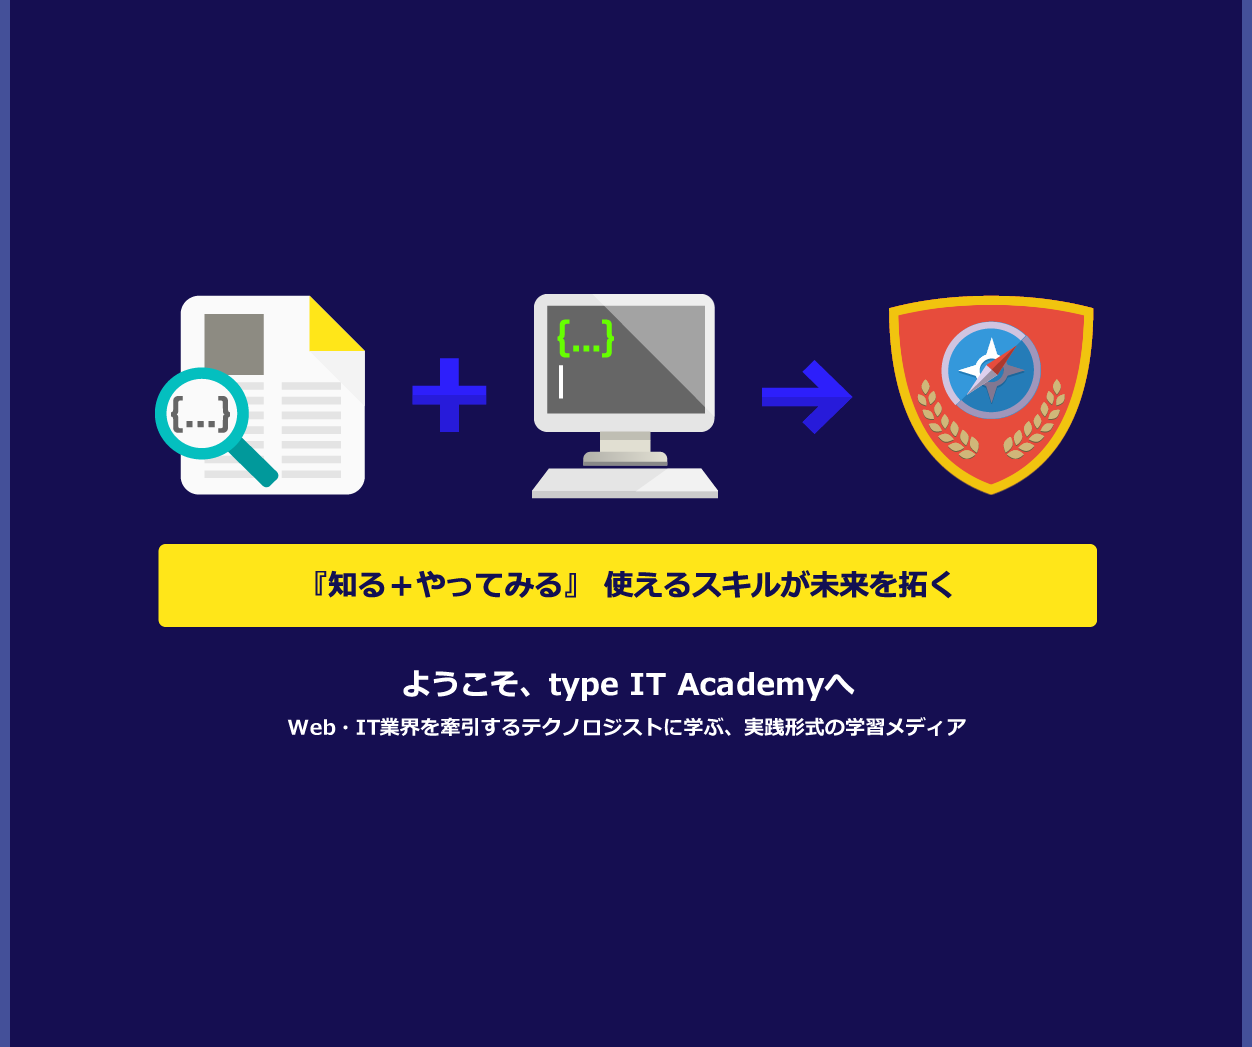 {...}
{...}
『知る＋やってみる』 使えるスキルが未来を拓く
ようこそ、type IT Academyへ
Web・IT業界を牽引するテクノロジストに学ぶ、実践形式の学習メディア